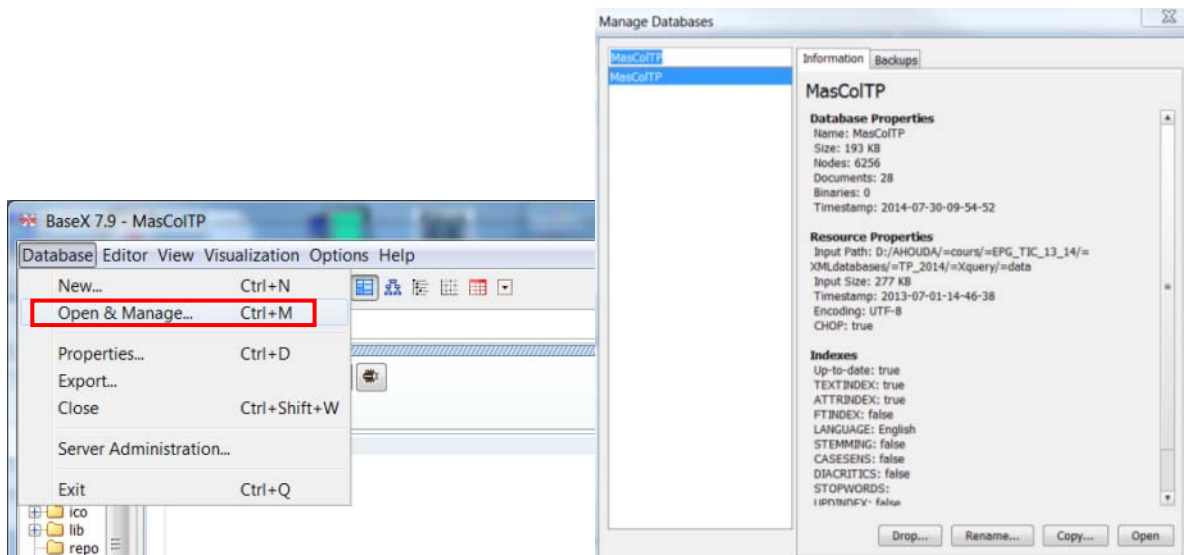 BaseX 7.9 - MasColTP
Database Editor View Visualization Options Help
New... Ctrl+N
Open & Manage... Ctrl+M
Properties... Ctrl+D
Export...
Close Ctrl+Shift+W
Server Administration...
Exit Ctrl+Q
ico
lib
repo
Manage Databases
MasColTP
MasColTP
Information Backups
MasColTP
Database Properties
Name: MasColTP
Size: 193 KB
Nodes: 6256
Documents: 28
Binaries: 0
Timestamp: 2014-07-30-09-54-52
Resource Properties
Input Path: D:/AHOUDA/=cours/=EPG_TIC_13_14/=
XMLdatabases/=TP_2014/=Xquery/=data
Input Size: 277 KB
Timestamp: 2013-07-01-14-46-38
Encoding: UTF-8
CHOP: true
Indexes
Up-to-date: true
TEXTINDEX: true
ATTRINDEX: true
FTINDEX: false
LANGUAGE: English
STEMMING: false
CASESENS: false
DIACRITICS: false
STOPWORDS:
UPDINDEX: false
Drop... Rename... Copy... Open